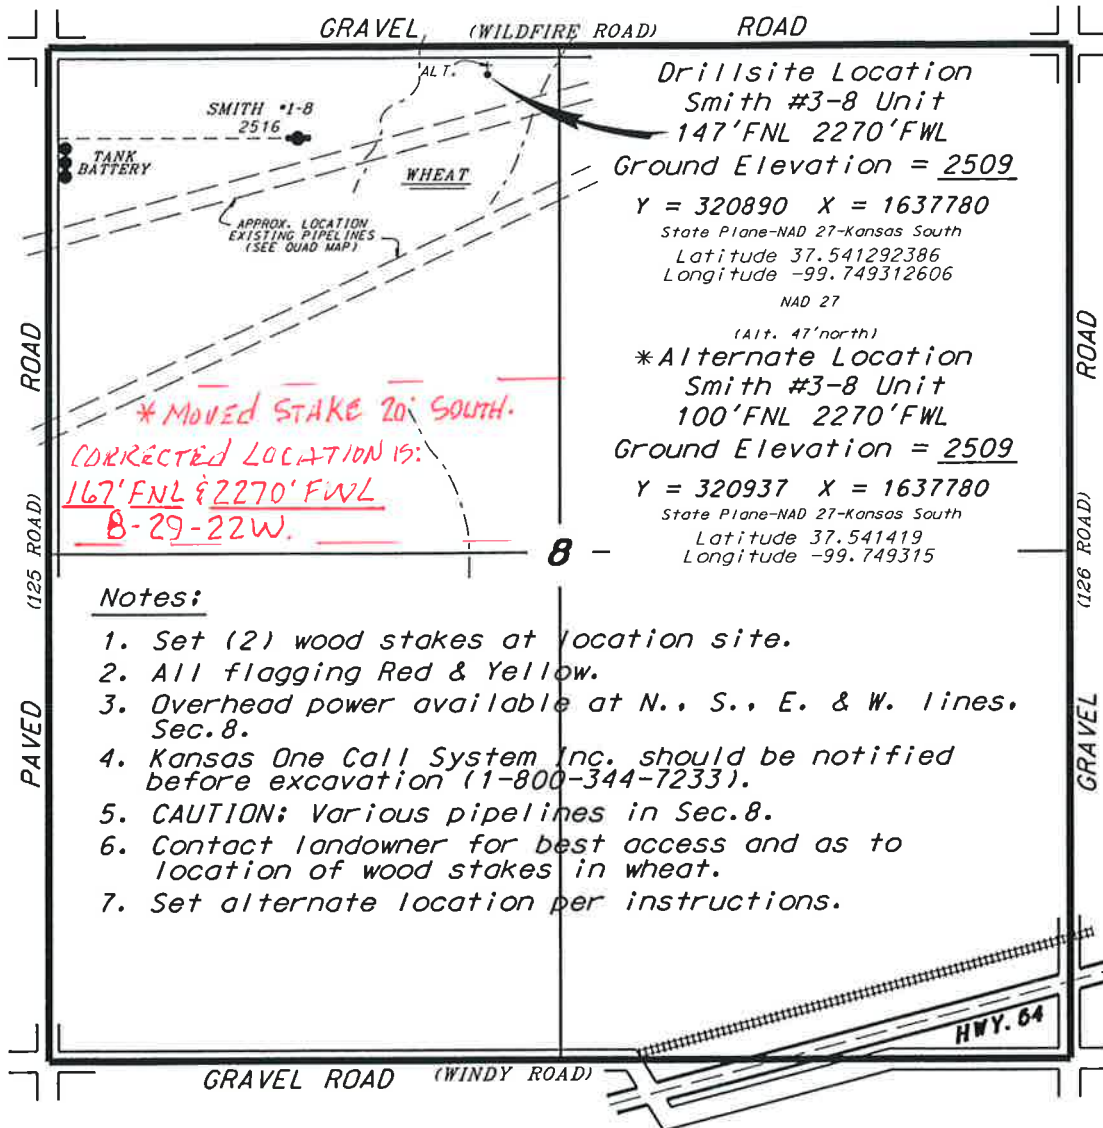 GRAVEL (WILDFIRE ROAD) ROAD
ALT.
SMITH #1-8
2516
TANK
BATTERY
WHEAT
APPROX. LOCATION
EXISTING PIPELINES
(SEE QUAD MAP)
Drillsite Location
Smith #3-8 Unit
147'FNL 2270'FWL
Ground Elevation = 2509
Y = 320890 X = 1637780
State Plane-NAD 27-Kansas South
Latitude 37.541292386
Longitude -99.749312606
NAD 27
(Alt. 47'north)
*Alternate Location
Smith #3-8 Unit
100'FNL 2270'FWL
Ground Elevation = 2509
Y = 320937 X = 1637780
State Plane-NAD 27-Kansas South
Latitude 37.541419
Longitude -99.749315
* MOVED STAKE 20' SOUTH.
CORRECTED LOCATION IS:
167' FNL & 2270' FWL
8-29-22W.
8
PAVED (125 ROAD) ROAD
GRAVEL (126 ROAD) ROAD
Notes:
1. Set (2) wood stakes at location site.
2. All flagging Red & Yellow.
3. Overhead power available at N., S., E. & W. lines,
Sec.8.
4. Kansas One Call System Inc. should be notified
before excavation (1-800-344-7233).
5. CAUTION: Various pipelines in Sec.8.
6. Contact landowner for best access and as to
location of wood stakes in wheat.
7. Set alternate location per instructions.
HWY. 54
GRAVEL ROAD (WINDY ROAD)